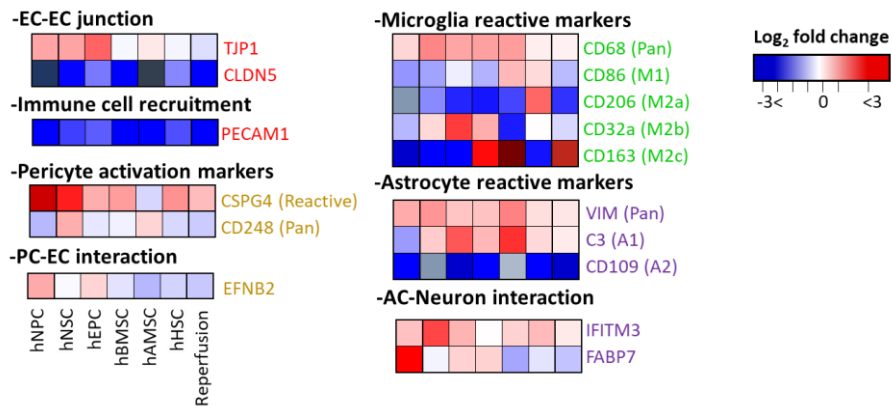 -EC-EC junction
TJP1
CLDN5
-Immune cell recruitment
PECAM1
-Pericyte activation markers
CSPG4 (Reactive)
CD248 (Pan)
-PC-EC interaction
EFNB2
hNPC
hNSC
hEPC
hBMSC
hAMSC
hHSC
Reperfusion
-Microglia reactive markers
CD68 (Pan)
CD86 (M1)
CD206 (M2a)
CD32a (M2b)
CD163 (M2c)
-Astrocyte reactive markers
VIM (Pan)
C3 (A1)
CD109 (A2)
-AC-Neuron interaction
IFITM3
FABP7
Log2 fold change
-3< 0 <3